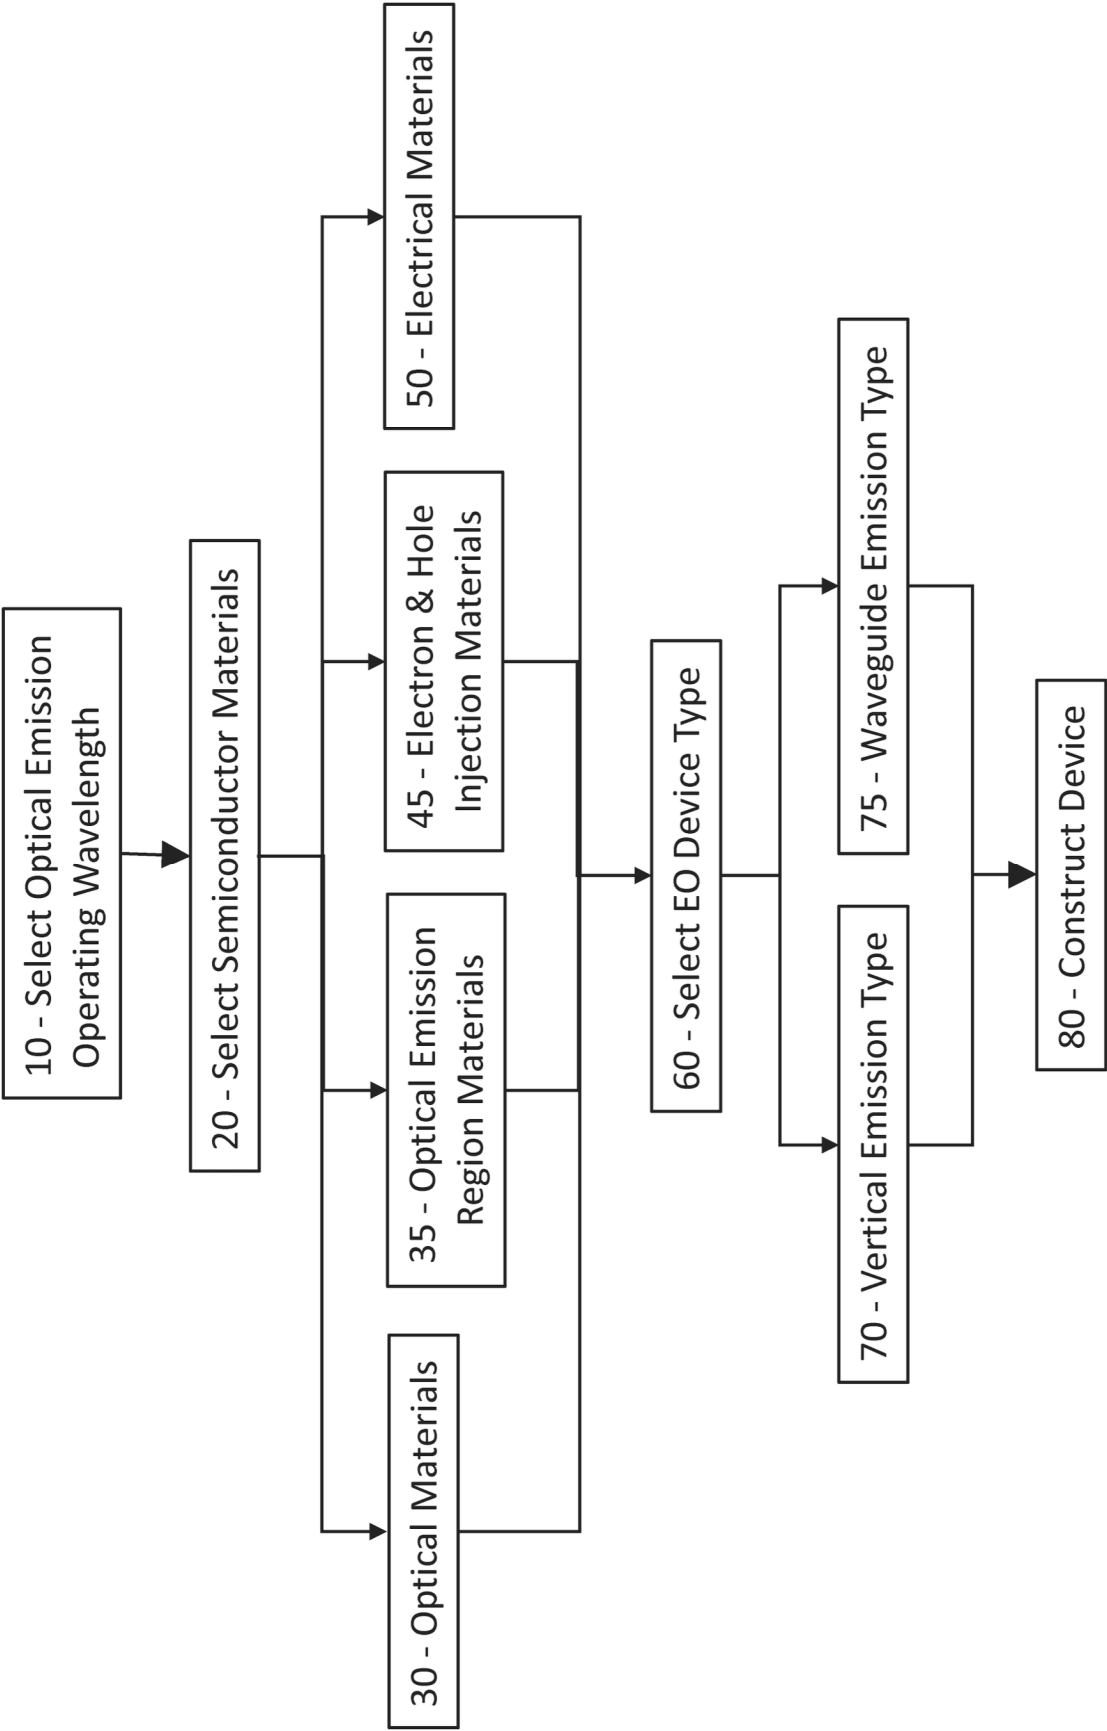 10 - Select Optical Emission
Operating Wavelength
20 - Select Semiconductor Materials
30 - Optical Materials
35 - Optical Emission
Region Materials
45 - Electron & Hole
Injection Materials
50 - Electrical Materials
60 - Select EO Device Type
70 - Vertical Emission Type
75 - Waveguide Emission Type
80 - Construct Device